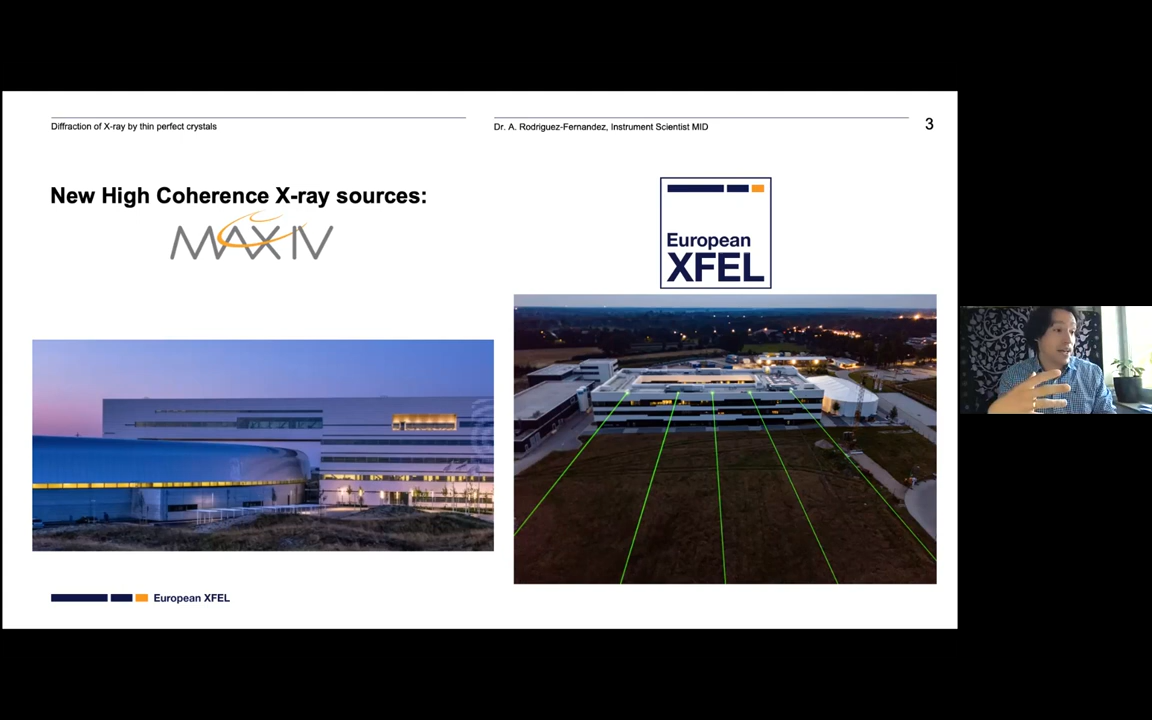 Diffraction of X-ray by thin perfect crystals
Dr. A. Rodriguez-Fernandez, Instrument Scientist MID
3
New High Coherence X-ray sources:
MAX IV
European
XFEL
European XFEL